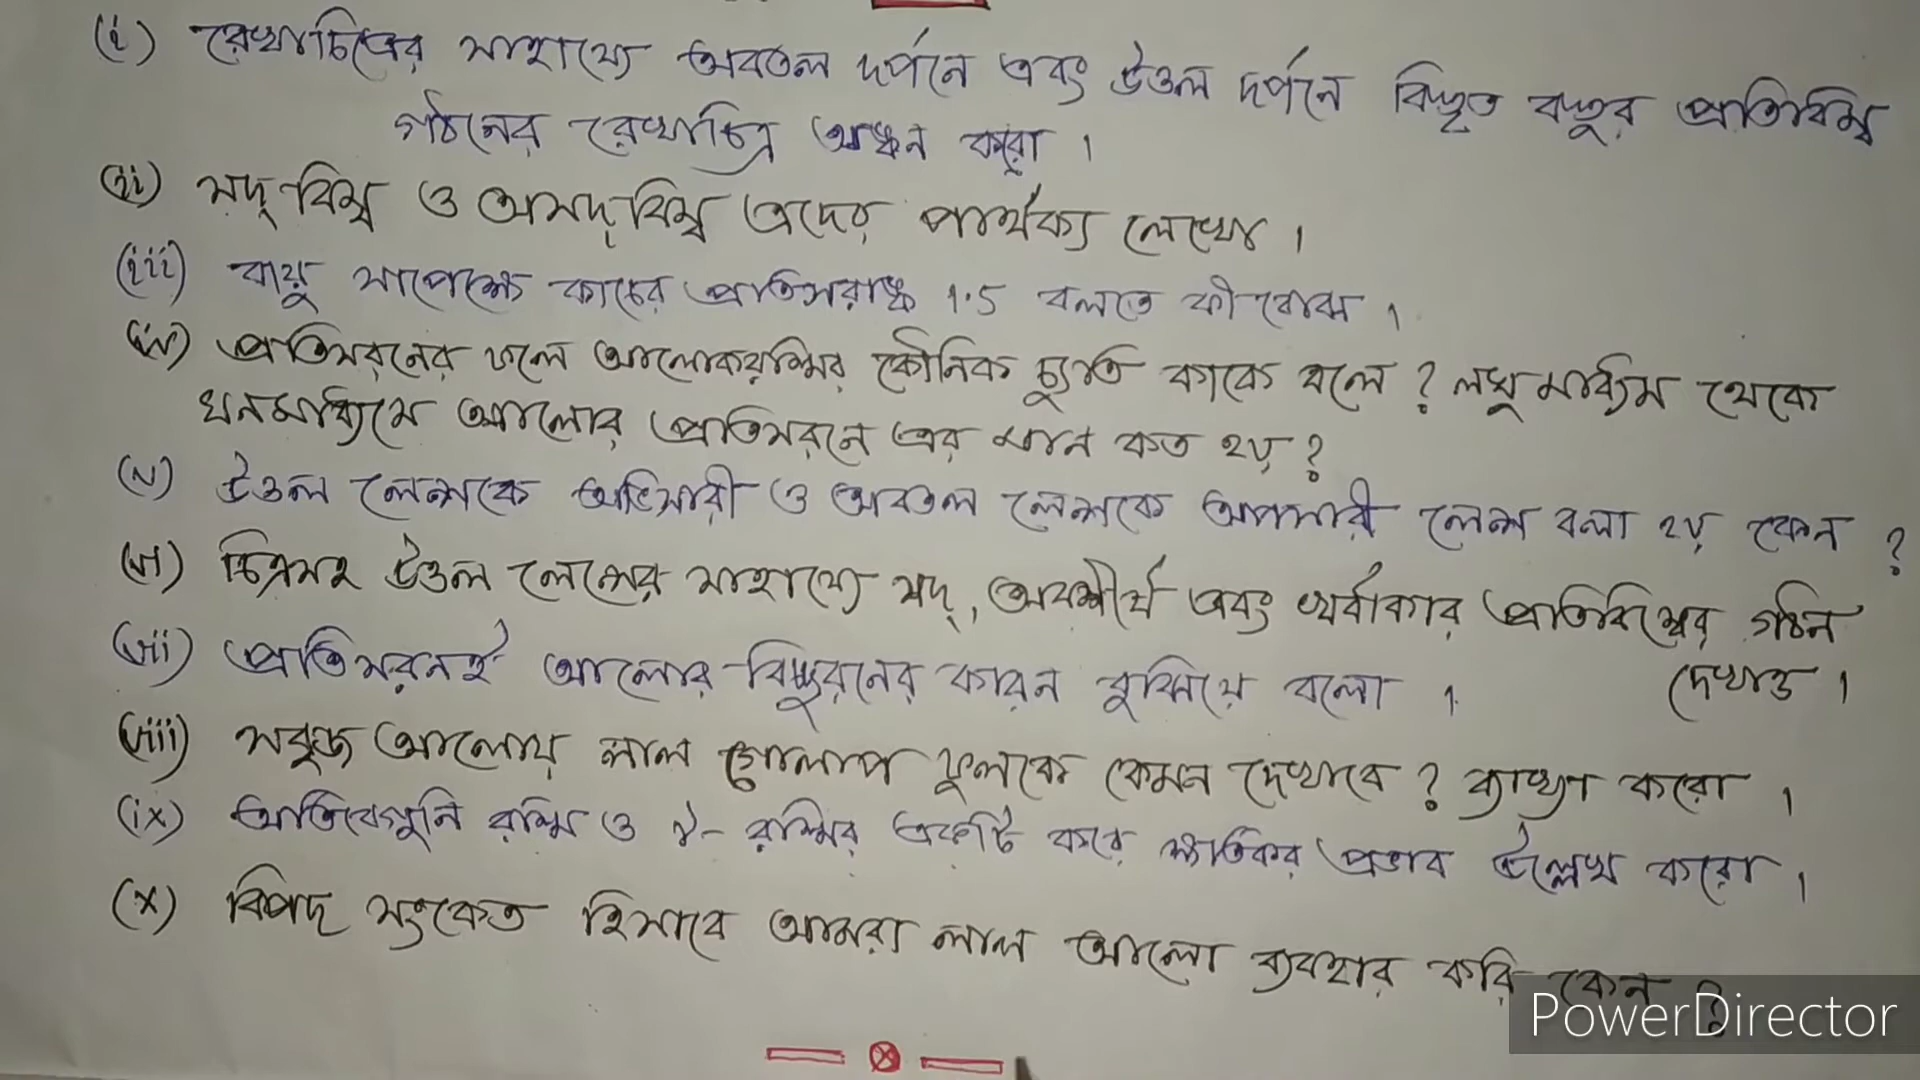 (i) রেখাচিত্রের সাহায্যে অবতল দর্পনে এবং উত্তল দর্পনে বিস্তৃত বস্তুর প্রতিবিম্ব
গঠনের রেখাচিত্র অঙ্কন করো ।
(ii) সদ্ বিম্ব ও অসদ্ বিম্ব এদের পার্থক্য লেখো ।
(iii) বায়ু সাপেক্ষে কাচের প্রতিসরাঙ্ক 1.5 বলতে কী বোঝ ।
(iv) প্রতিসরনের ফলে আলোকরশ্মির কৌনিক চ্যুতি কাকে বলে ? লঘু মাধ্যম থেকে
ঘনমাধ্যমে আলোর প্রতিসরনে এর মান কত হয় ?
(v) উত্তল লেন্সকে অভিসারী ও অবতল লেন্সকে অপসারী লেন্স বলা হয় কেন ?
(vi) চিত্রসহ উত্তল লেন্সের সাহায্যে সদ্, অবশীর্ষ এবং খর্বাকার প্রতিবিম্বের গঠন
দেখাও ।
(vii) প্রতিসরনই আলোর বিচ্ছুরনের কারন বুঝিয়ে বলো ।
(viii) সবুজ আলোয় লাল গোলাপ ফুলকে কেমন দেখাবে ? ব্যাখ্যা করো ।
(ix) অতিবেগুনি রশ্মি ও γ- রশ্মির একটি করে ক্ষতিকর প্রভাব উল্লেখ করো ।
(x) বিপদ সংকেত হিসাবে আমরা লাল আলো ব্যবহার করি কেন ?
PowerDirector